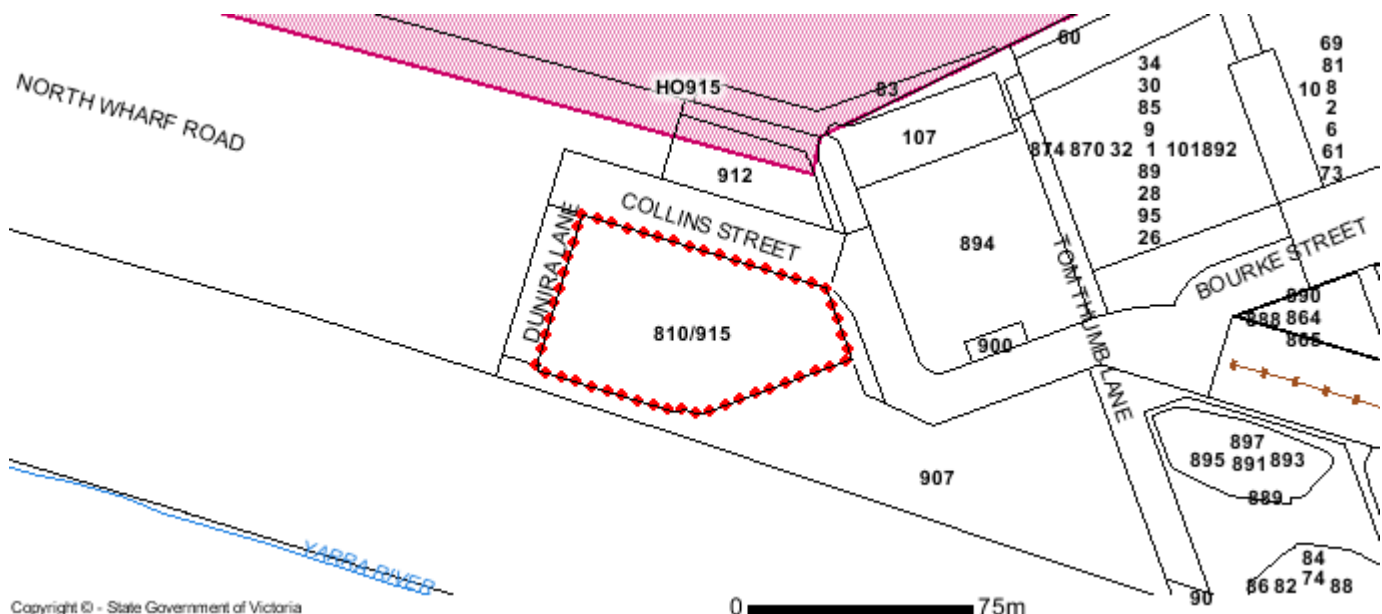 60
69
81
10 8
2
6
61
73
34
30
85
9
874 870 32 1 101892
89
28
95
26
NORTH WHARF ROAD
HO915
83
107
912
COLLINS STREET
DUNIRA LANE
894
TOM THUMB LANE
BOURKE STREET
810/915
900
890
888 864
865
907
897
895 891 893
889
84
86 82 74 88
90
YARRA RIVER
Copyright © - State Government of Victoria
0 75m